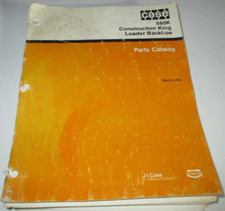 CASE
580K
Construction King
Loader Backhoe
Parts Catalog
J I Case